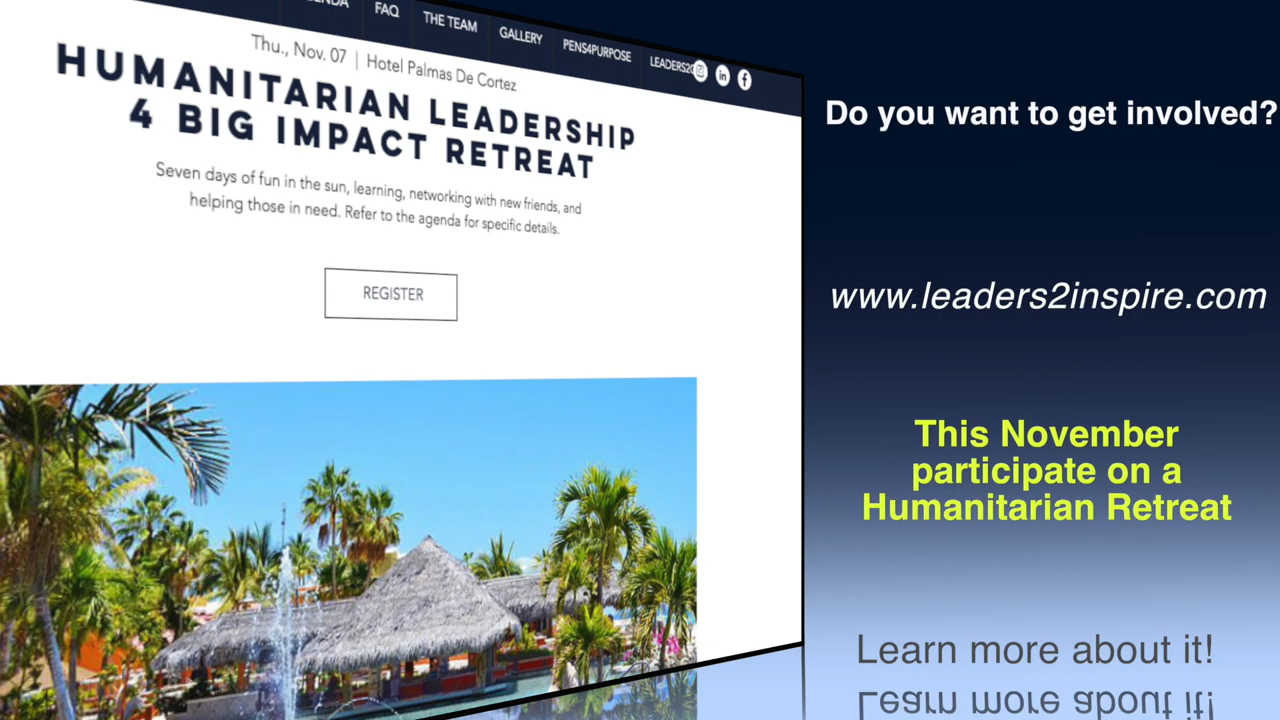 FAQ
THE TEAM
GALLERY
PENS4PURPOSE
Thu., Nov. 07 | Hotel Palmas De Cortez
HUMANITARIAN LEADERSHIP
4 BIG IMPACT RETREAT
Seven days of fun in the sun, learning, networking with new friends, and
helping those in need. Refer to the agenda for specific details.
REGISTER
Do you want to get involved?
www.leaders2inspire.com
This November
participate on a
Humanitarian Retreat
Learn more about it!